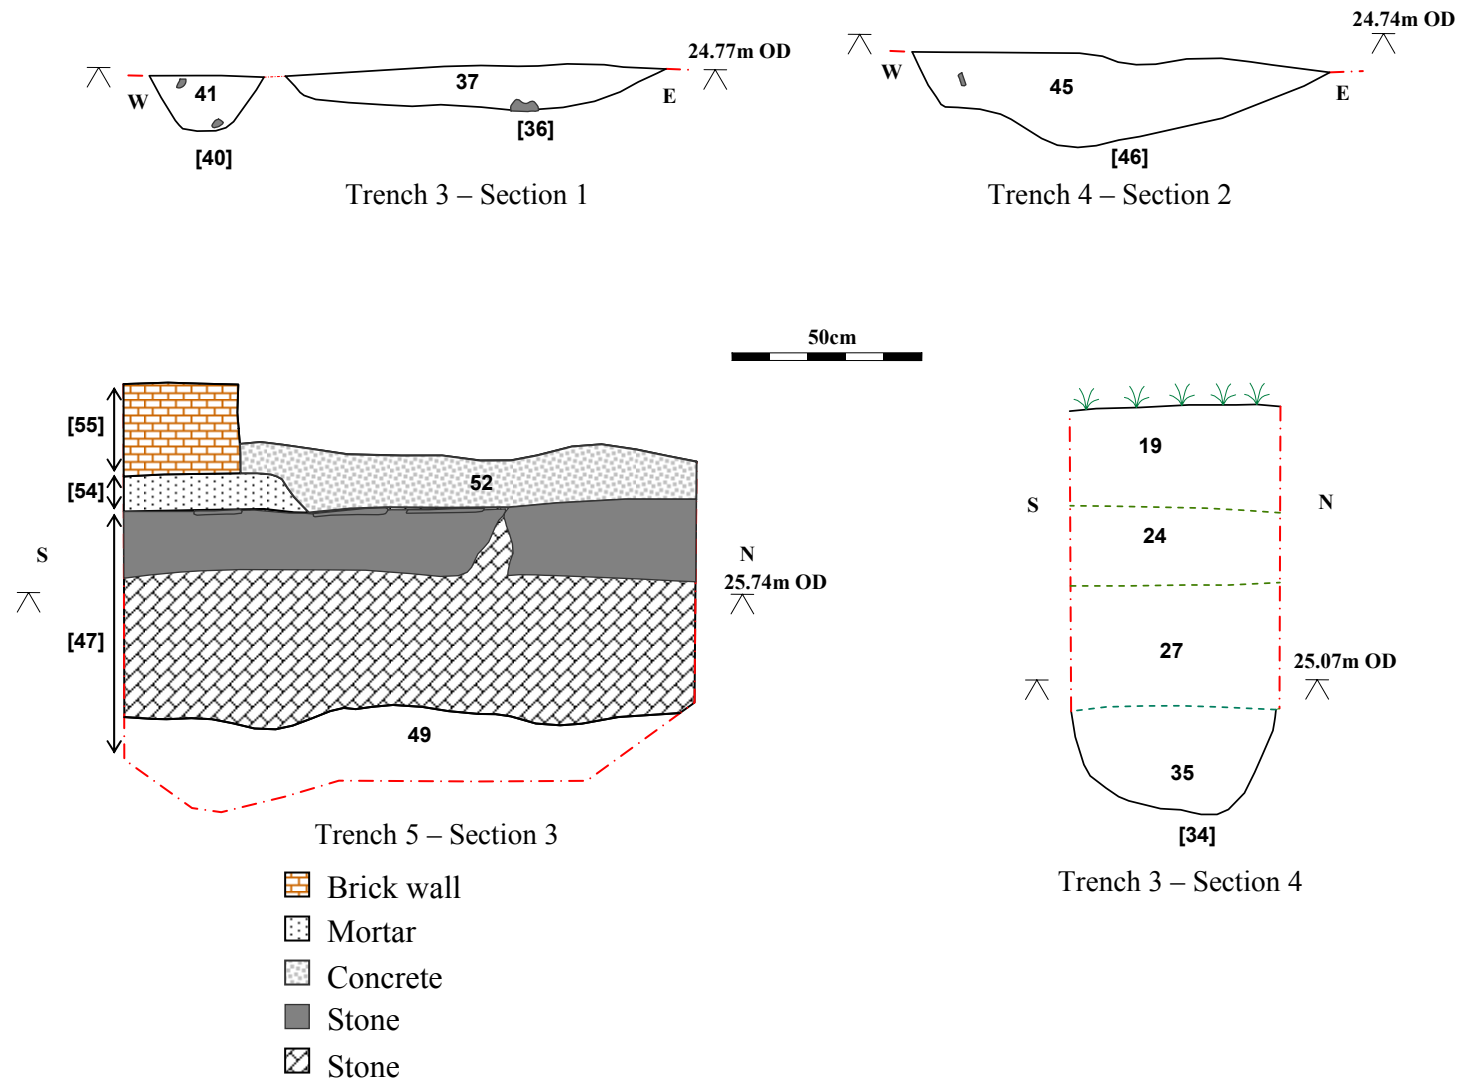 24.77m OD
W
41
37
E
[40]
[36]
Trench 3 – Section 1
24.74m OD
W
45
E
[46]
Trench 4 – Section 2
50cm
[55]
[54]
52
S
N
25.74m OD
[47]
49
Trench 5 – Section 3
Brick wall
Mortar
Concrete
Stone
Stone
19
S
N
24
27
25.07m OD
35
[34]
Trench 3 – Section 4